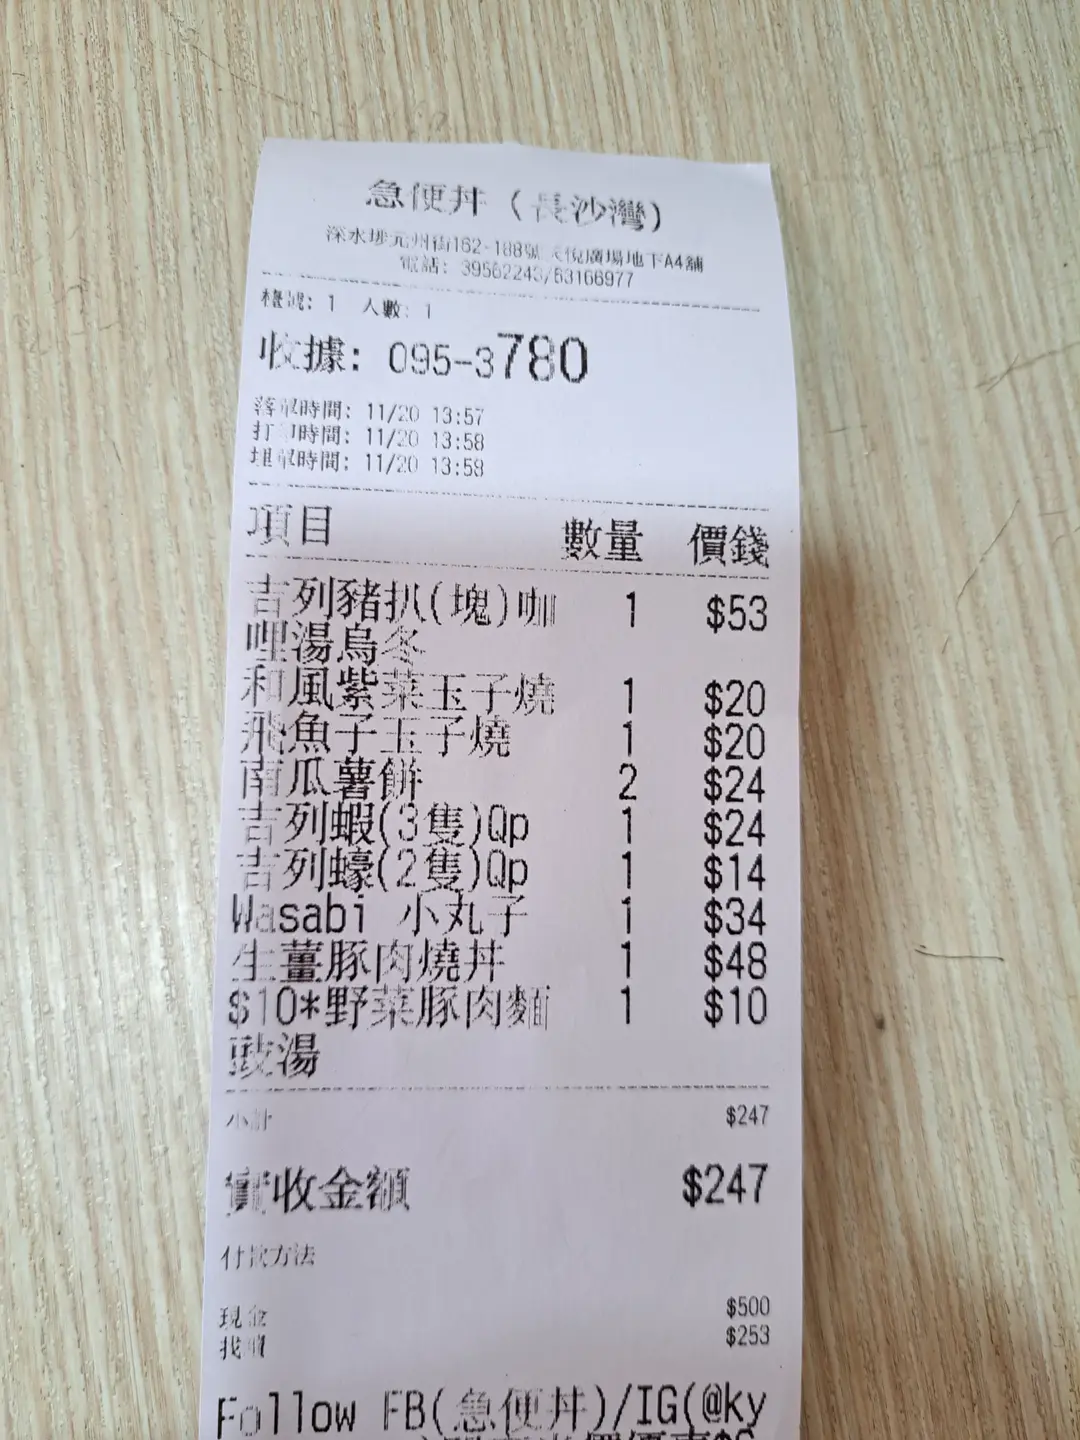 急便丼（長沙灣）
深水埗元州街162-188號天悅廣場地下A4舖
電話: 39562243/63166977
檯號: 1 人數: 1
收據: 095-3780
落單時間: 11/20 13:57
打印時間: 11/20 13:58
埋單時間: 11/20 13:58
項目 數量 價錢
吉列豬扒(塊)咖 1 $53
哩湯烏冬
和風紫菜玉子燒 1 $20
飛魚子玉子燒 1 $20
南瓜薯餅 2 $24
吉列蝦(3隻)Qp 1 $24
吉列蠔(2隻)Qp 1 $14
Wasabi 小丸子 1 $34
生薑豚肉燒丼 1 $48
$10*野菜豚肉麵 1 $10
豉湯
小計 $247
實收金額 $247
付款方法
現金 $500
找贖 $253
Follow FB(急便丼)/IG(@ky